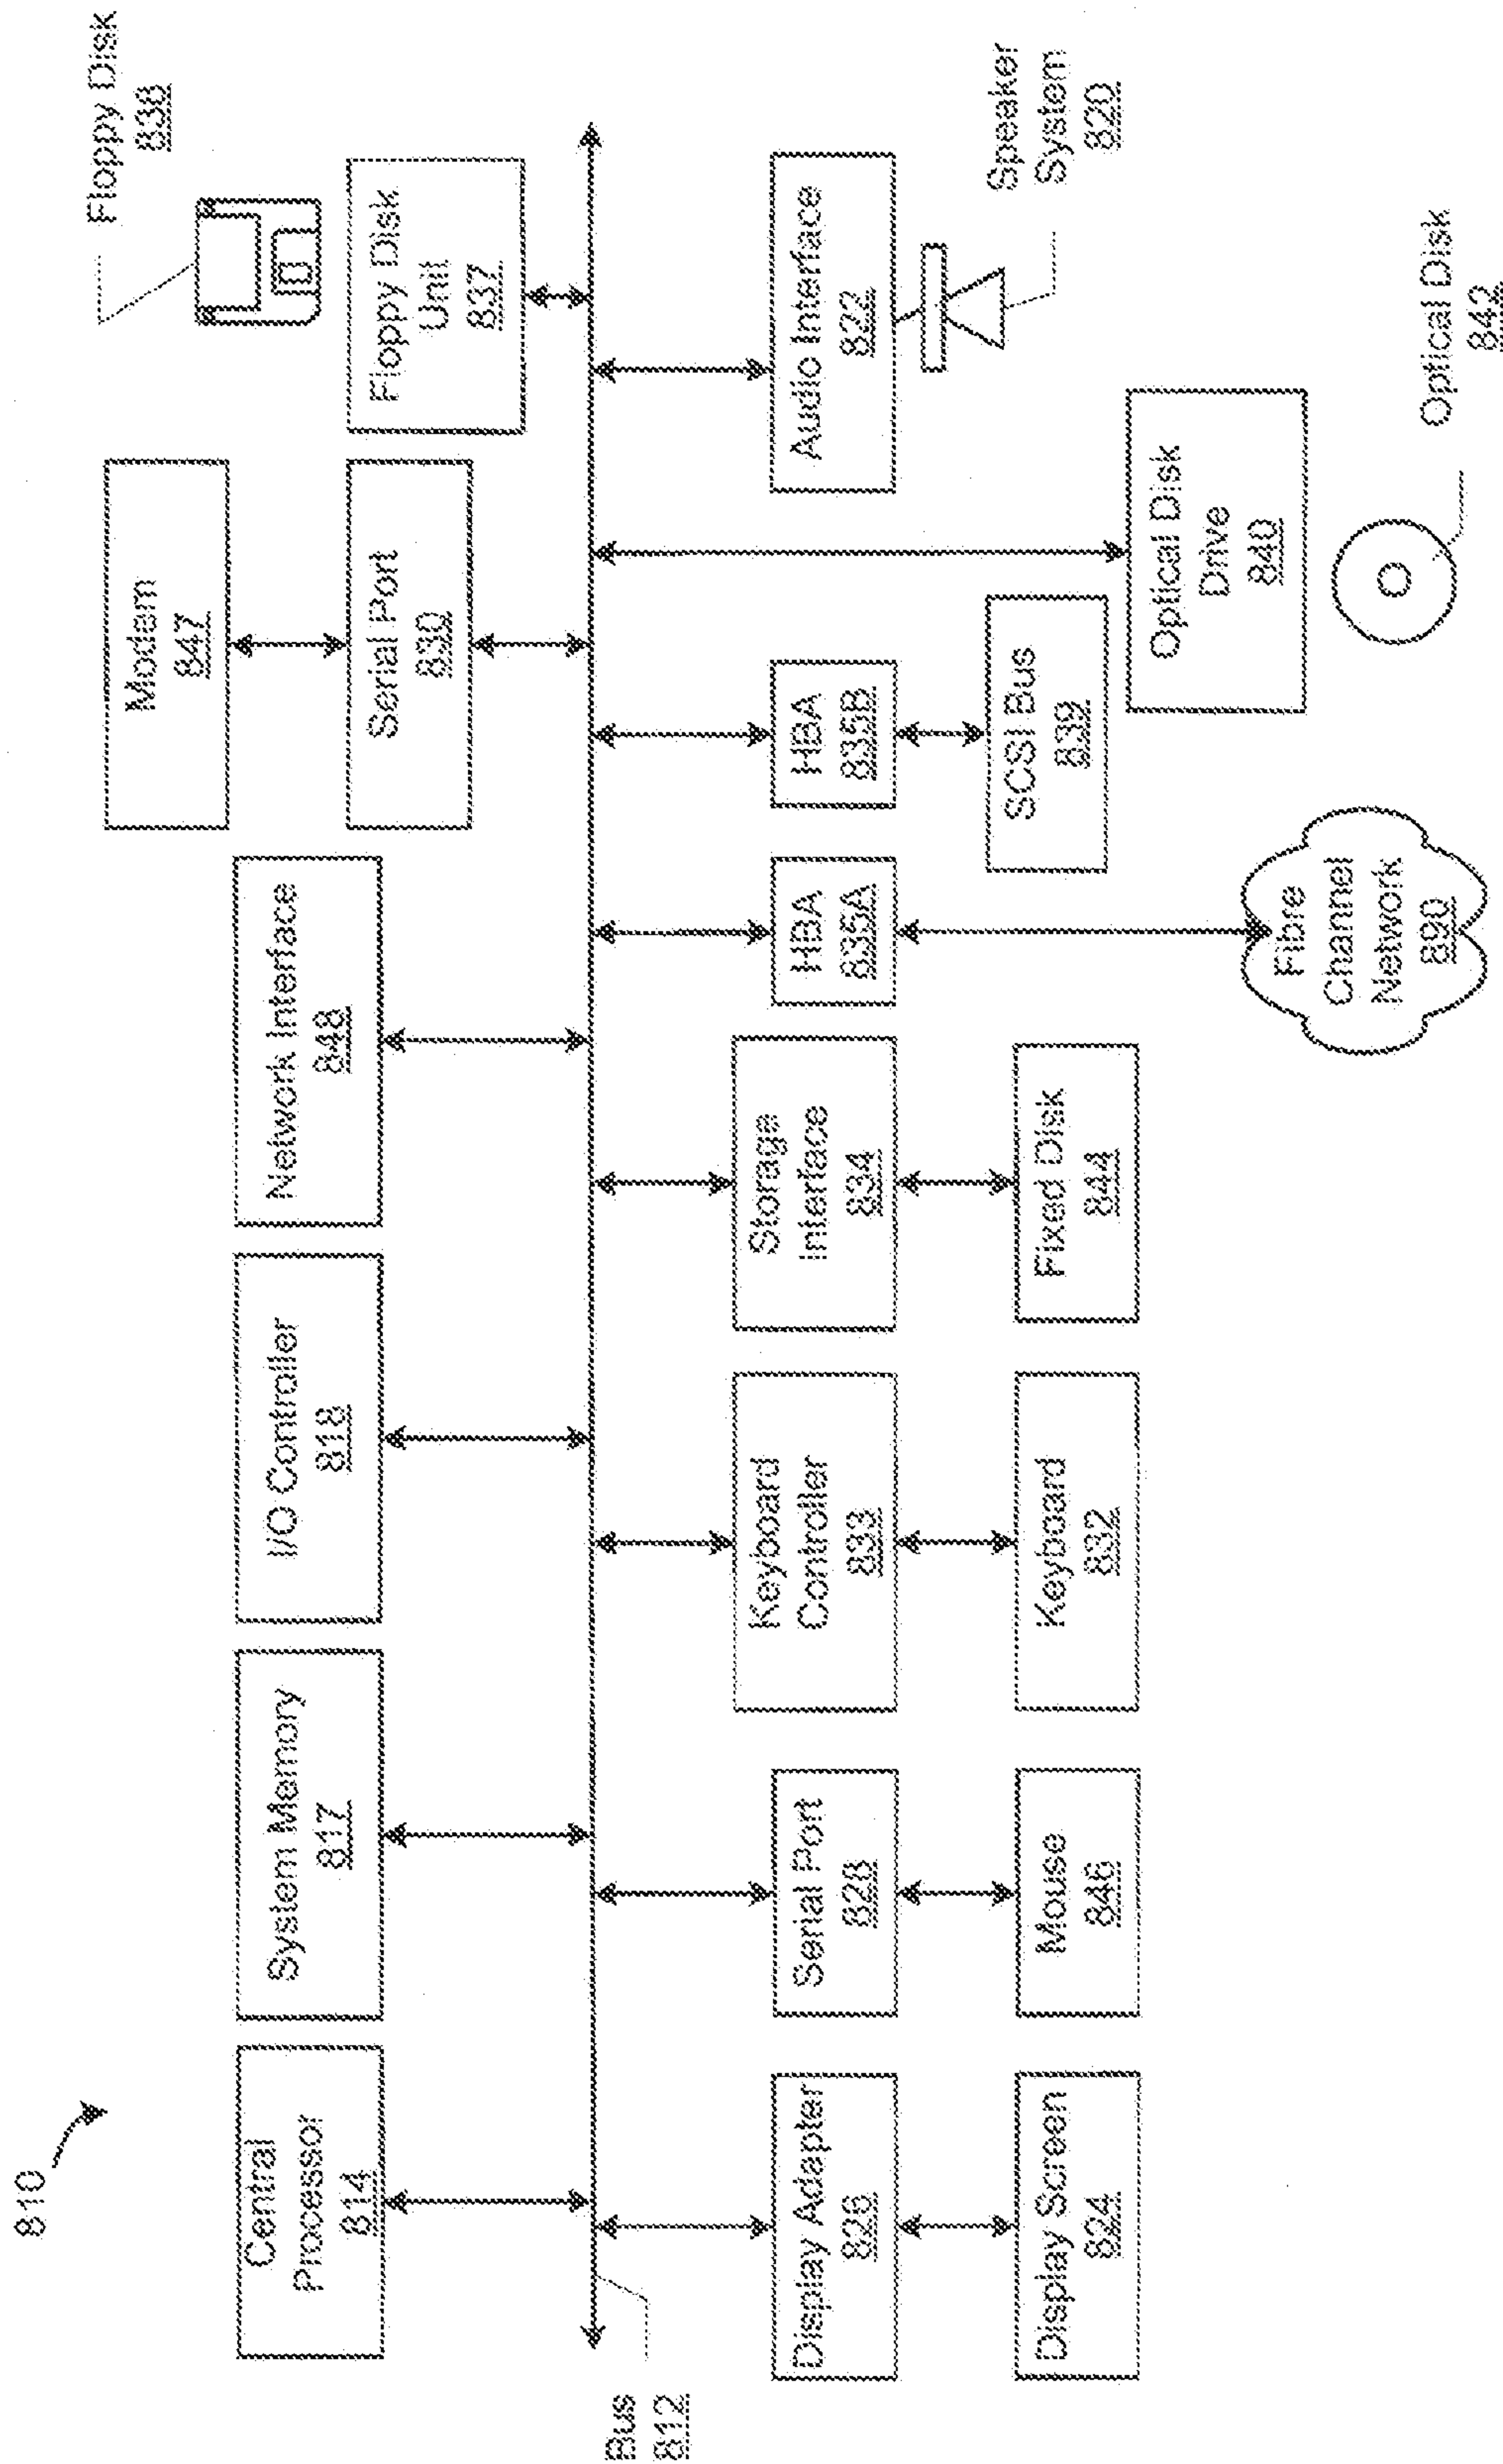 810
Central
Processor
814
System Memory
817
I/O Controller
818
Network Interface
848
Modem
847
Serial Port
830
Floppy Disk
838
Floppy Disk
Unit
837
Bus
812
Display Adapter
826
Display Screen
824
Serial Port
828
Mouse
846
Keyboard
Controller
833
Keyboard
832
Storage
Interface
834
Fixed Disk
844
HBA
835A
Fibre
Channel
Network
890
HBA
835B
SCSI Bus
839
Optical Disk
Drive
840
Optical Disk
842
Audio Interface
822
Speaker
System
820